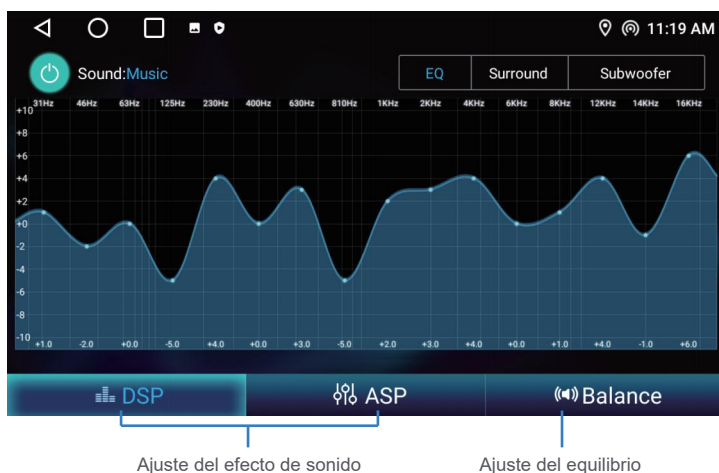 11:19 AM
Sound:Music
EQ Surround Subwoofer
31Hz 46Hz 63Hz 125Hz 230Hz 400Hz 630Hz 810Hz 1KHz 2KHz 4KHz 6KHz 8KHz 12KHz 14KHz 16KHz
+10
+8
+6
+4
+2
+0
-2
-4
-6
-8
-10
+1.0 -2.0 +0.0 -5.0 +4.0 +0.0 +3.0 -5.0 +2.0 +3.0 +4.0 +0.0 +1.0 +4.0 -1.0 +6.0
DSP ASP Balance
Ajuste del efecto de sonido Ajuste del equilibrio